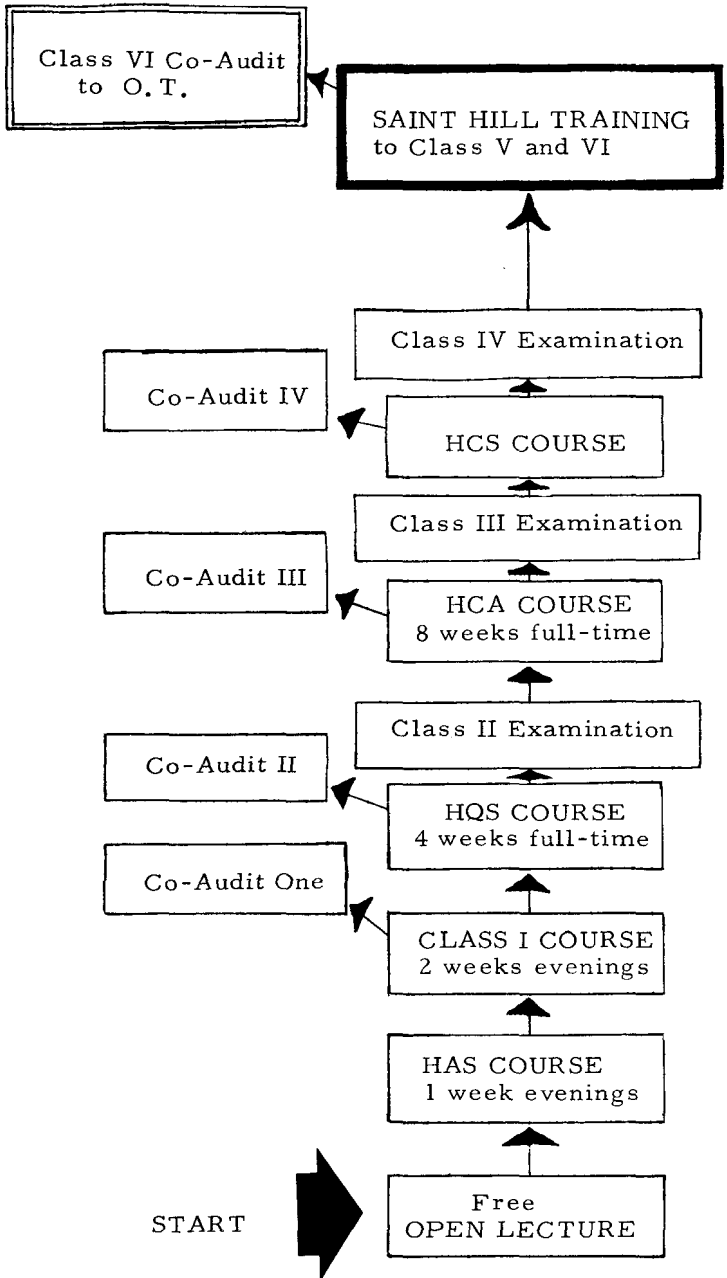 Class VI Co-Audit
to O.T.
SAINT HILL TRAINING
to Class V and VI
Class IV Examination
Co-Audit IV
HCS COURSE
Class III Examination
Co-Audit III
HCA COURSE
8 weeks full-time
Class II Examination
Co-Audit II
HQS COURSE
4 weeks full-time
Co-Audit One
CLASS I COURSE
2 weeks evenings
HAS COURSE
1 week evenings
START
Free
OPEN LECTURE